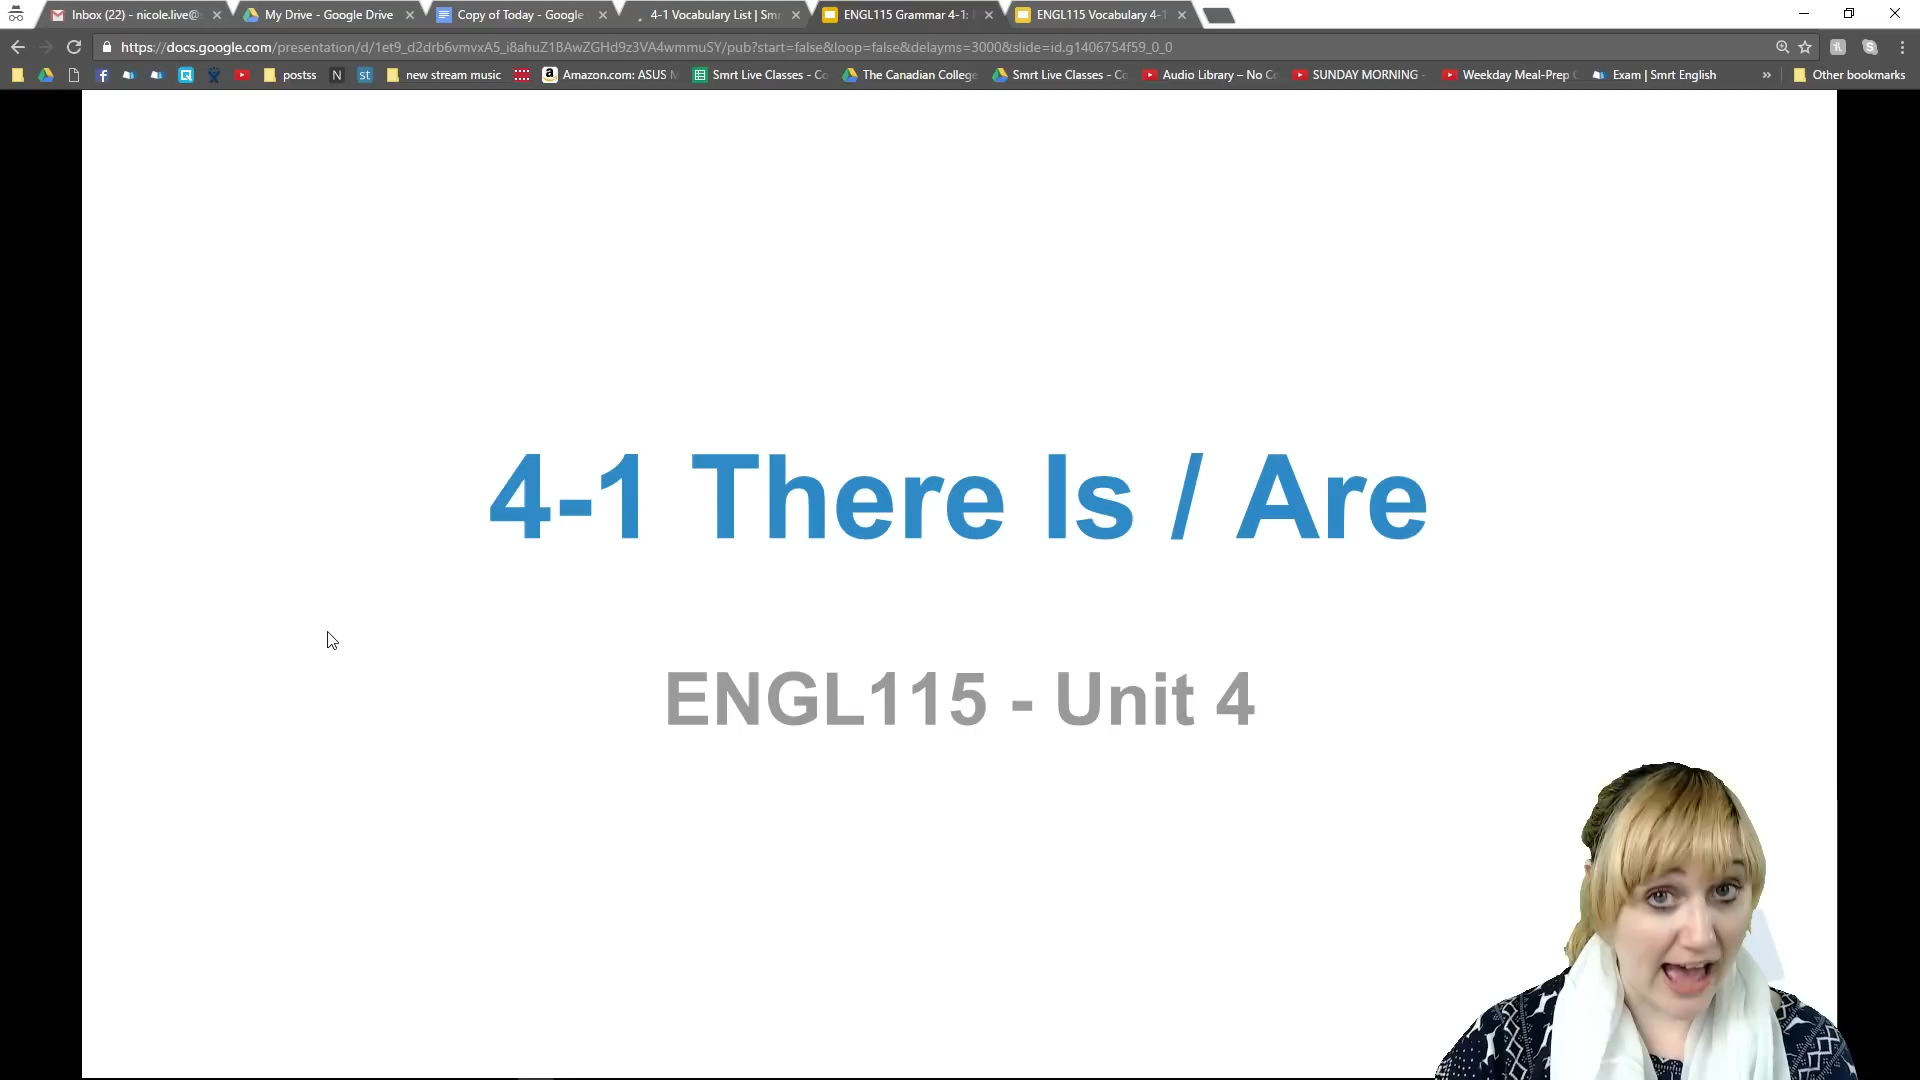 Inbox (22) - nicole.live@
My Drive - Google Drive
Copy of Today - Google
4-1 Vocabulary List | Smr
ENGL115 Grammar 4-1:
ENGL115 Vocabulary 4-1
https://docs.google.com/presentation/d/1et9_d2drb6vmvxA5_i8ahuZ1BAwZGHd9z3VA4wmmuSY/pub?start=false&loop=false&delayms=3000&slide=id.g1406754f59_0_0
postss
N
st
new stream music
Amazon.com: ASUS M
Smrt Live Classes - Co
The Canadian College
Smrt Live Classes - Co
Audio Library – No Co
SUNDAY MORNING -
Weekday Meal-Prep
Exam | Smrt English
»
Other bookmarks
4-1 There Is / Are
ENGL115 - Unit 4